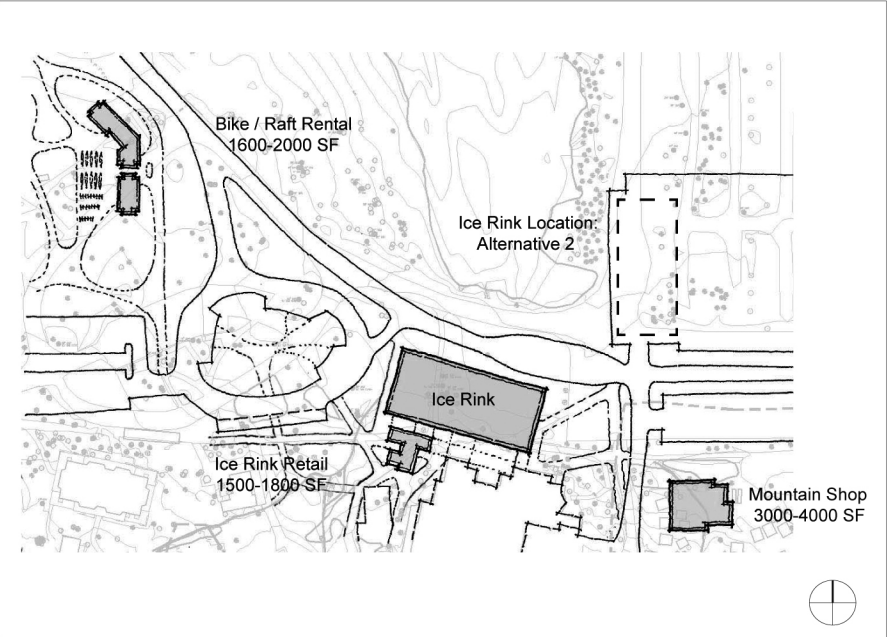 Bike / Raft Rental
1600-2000 SF
Ice Rink Location:
Alternative 2
Ice Rink
Ice Rink Retail
1500-1800 SF
Mountain Shop
3000-4000 SF